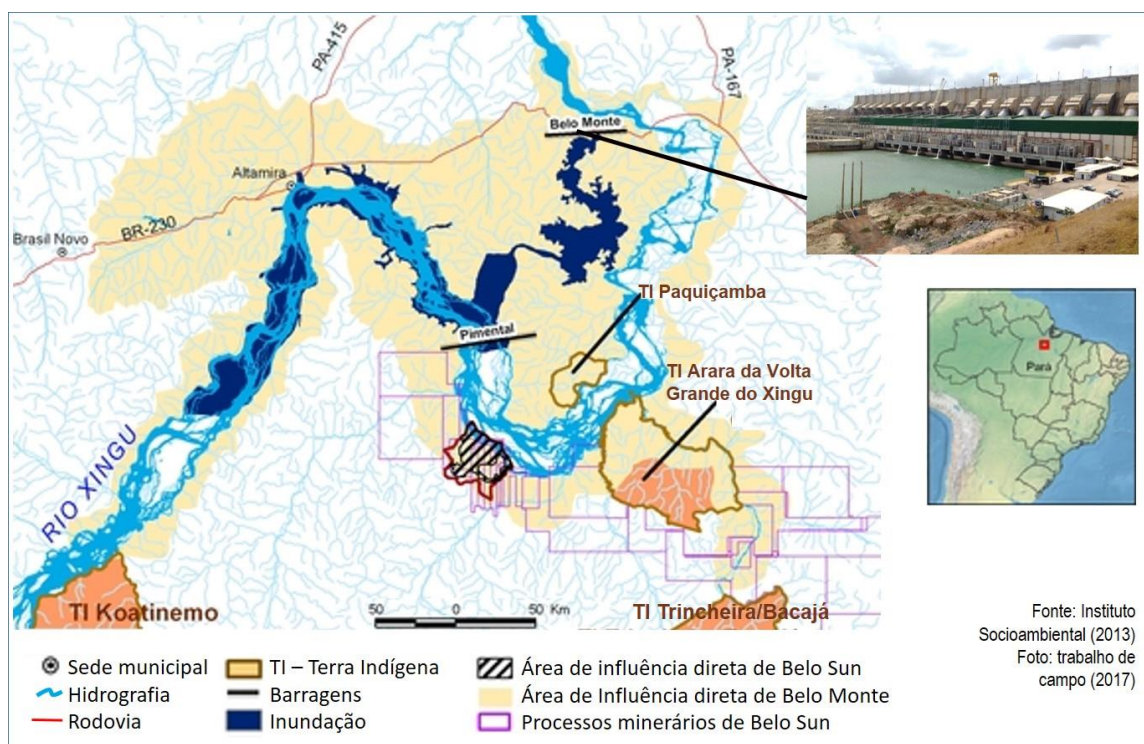 PA-415
PA-167
Belo Monte
Altamira
BR-230
Brasil Novo
TI Paquiçamba
Pimental
TI Arara da Volta
Grande do Xingu
Pará
RIO XINGU
TI Koatinemo
50 0 50 Km
TI Trincheira/Bacajá
Fonte: Instituto
Socioambiental (2013)
Foto: trabalho de
campo (2017)
Sede municipal
TI – Terra Indígena
Área de influência direta de Belo Sun
Hidrografia
Barragens
Área de Influência direta de Belo Monte
Rodovia
Inundação
Processos minerários de Belo Sun